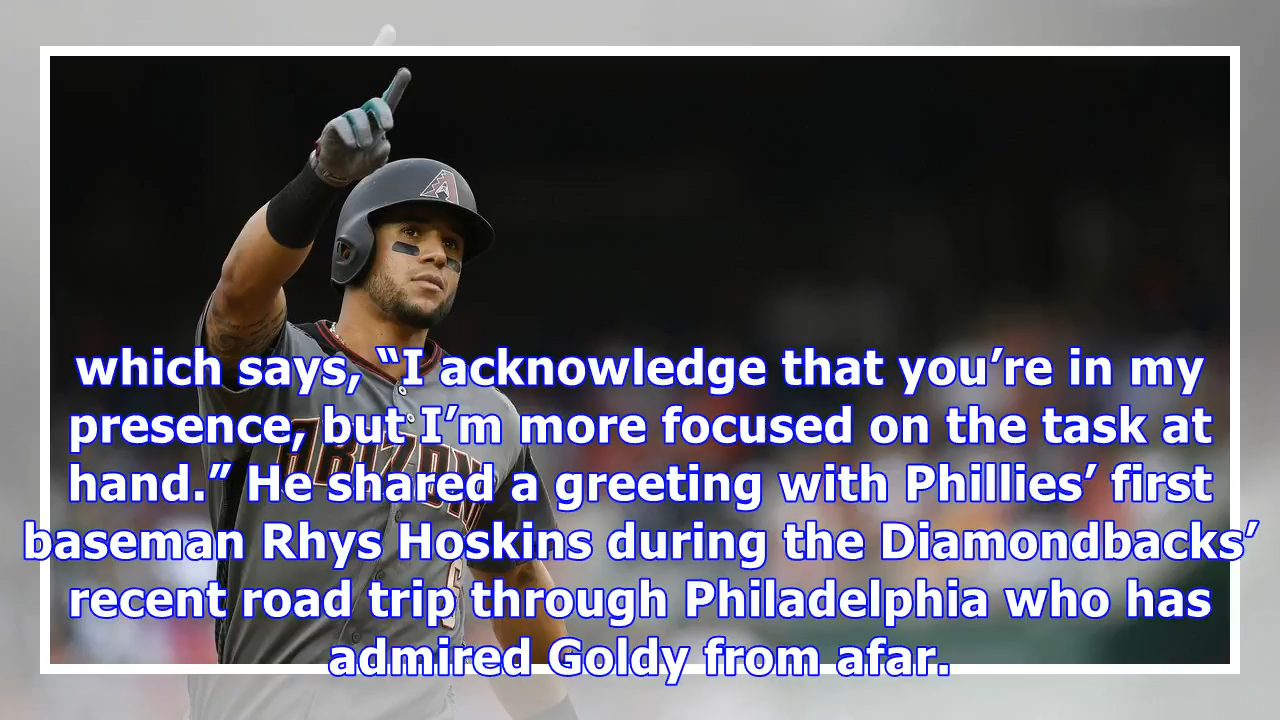 which says, “I acknowledge that you’re in my
presence, but I’m more focused on the task at
hand.” He shared a greeting with Phillies’ first
baseman Rhys Hoskins during the Diamondbacks’
recent road trip through Philadelphia who has
admired Goldy from afar.
A